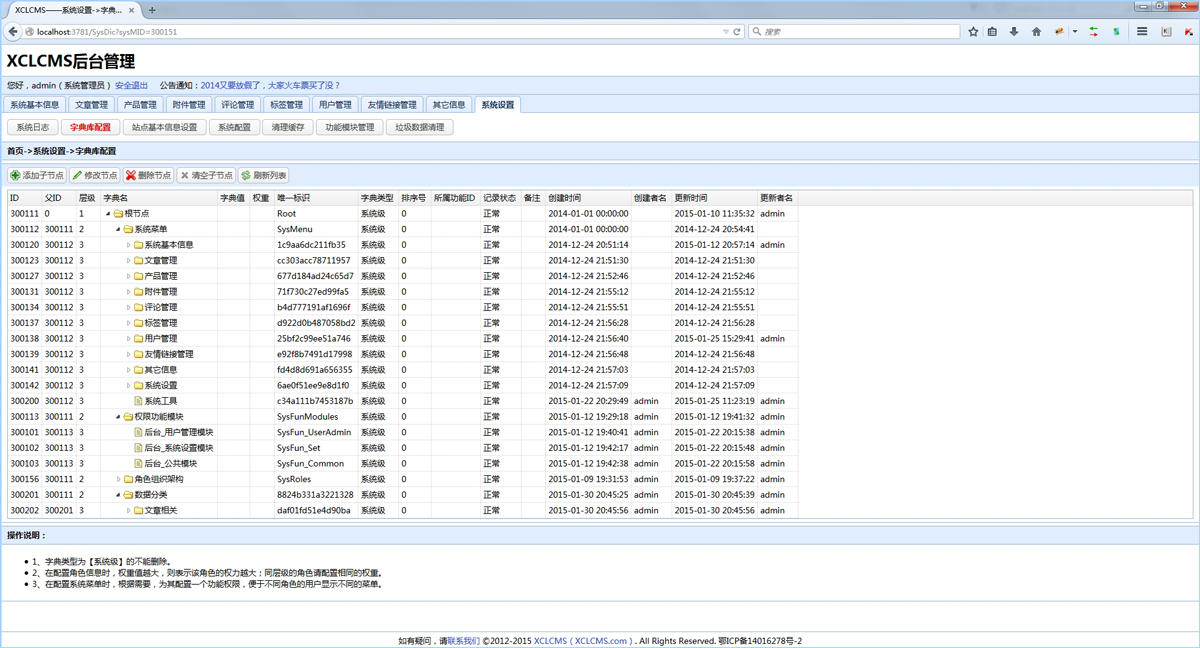 XCLCMS——系统设置->字典... × +
localhost:3781/SysDic?sysMID=300151 搜索
XCLCMS后台管理
您好，admin（系统管理员） 安全退出 公告通知：2014又要放假了，大家火车票买了没？
系统基本信息 文章管理 产品管理 附件管理 评论管理 标签管理 用户管理 友情链接管理 其它信息 系统设置
系统日志 字典库配置 站点基本信息设置 系统配置 清理缓存 功能模块管理 垃圾数据清理
首页->系统设置->字典库配置
添加子节点 修改节点 删除节点 清空子节点 刷新列表
ID 父ID 层级 字典名 字典值 权重 唯一标识 字典类型 排序号 所属功能ID 记录状态 备注 创建时间 创建者名 更新时间 更新者名
300111 0 1 根节点 Root 系统级 0 正常 2014-01-01 00:00:00 2015-01-10 11:35:32 admin
300112 300111 2 系统菜单 SysMenu 系统级 0 正常 2014-01-01 00:00:00 2014-12-24 20:54:41
300120 300112 3 系统基本信息 1c9aa6dc211fb35 系统级 0 正常 2014-12-24 20:51:14 2015-01-12 20:57:14 admin
300123 300112 3 文章管理 cc303acc78711957 系统级 0 正常 2014-12-24 21:51:30 2014-12-24 21:51:30
300127 300112 3 产品管理 677d184ad24c65d7 系统级 0 正常 2014-12-24 21:52:46 2014-12-24 21:52:46
300131 300112 3 附件管理 71f730c27ed99fa5 系统级 0 正常 2014-12-24 21:55:12 2014-12-24 21:55:12
300134 300112 3 评论管理 b4d777191af1696f 系统级 0 正常 2014-12-24 21:55:51 2014-12-24 21:55:51
300137 300112 3 标签管理 d922d0b487058bd2 系统级 0 正常 2014-12-24 21:56:28 2014-12-24 21:56:28
300138 300112 3 用户管理 25bf2c99ee51a746 系统级 0 正常 2014-12-24 21:56:40 2015-01-25 15:29:41 admin
300139 300112 3 友情链接管理 e92f8b7491d17998 系统级 0 正常 2014-12-24 21:56:48 2014-12-24 21:56:48
300141 300112 3 其它信息 fd4d8d691a656355 系统级 0 正常 2014-12-24 21:57:03 2014-12-24 21:57:03
300142 300112 3 系统设置 6ae0f51ee9e8d1f0 系统级 0 正常 2014-12-24 21:57:09 2014-12-24 21:57:09
300200 300112 3 系统工具 c34a111b7453187b 系统级 0 正常 2015-01-22 20:29:49 admin 2015-01-25 11:23:19 admin
300113 300111 2 权限功能模块 SysFunModules 系统级 0 正常 2015-01-12 19:29:18 admin 2015-01-12 19:41:32 admin
300101 300113 3 后台_用户管理模块 SysFun_UserAdmin 系统级 0 正常 2015-01-12 19:40:41 admin 2015-01-22 20:15:38 admin
300102 300113 3 后台_系统设置模块 SysFun_Set 系统级 0 正常 2015-01-12 19:42:17 admin 2015-01-22 20:15:48 admin
300103 300113 3 后台_公共模块 SysFun_Common 系统级 0 正常 2015-01-12 19:42:38 admin 2015-01-22 20:15:58 admin
300156 300111 2 角色组织架构 SysRoles 系统级 0 正常 2015-01-09 19:31:53 admin 2015-01-09 19:37:22 admin
300201 300111 2 数据分类 8824b331a3221328 系统级 0 正常 2015-01-30 20:45:25 admin 2015-01-30 20:45:39 admin
300202 300201 3 文章相关 daf01fd51e4d90ba 系统级 0 正常 2015-01-30 20:45:56 admin 2015-01-30 20:45:56 admin
操作说明：
• 1、字典类型为【系统级】的不能删除。
• 2、在配置角色信息时，权重值越大，则表示该角色的权力越大；同层级的角色请配置相同的权重。
• 3、在配置系统菜单时，根据需要，为其配置一个功能权限，便于不同角色的用户显示不同的菜单。
如有疑问，请联系我们 ©2012-2015 XCLCMS（XCLCMS.com）. All Rights Reserved. 鄂ICP备14016278号-2